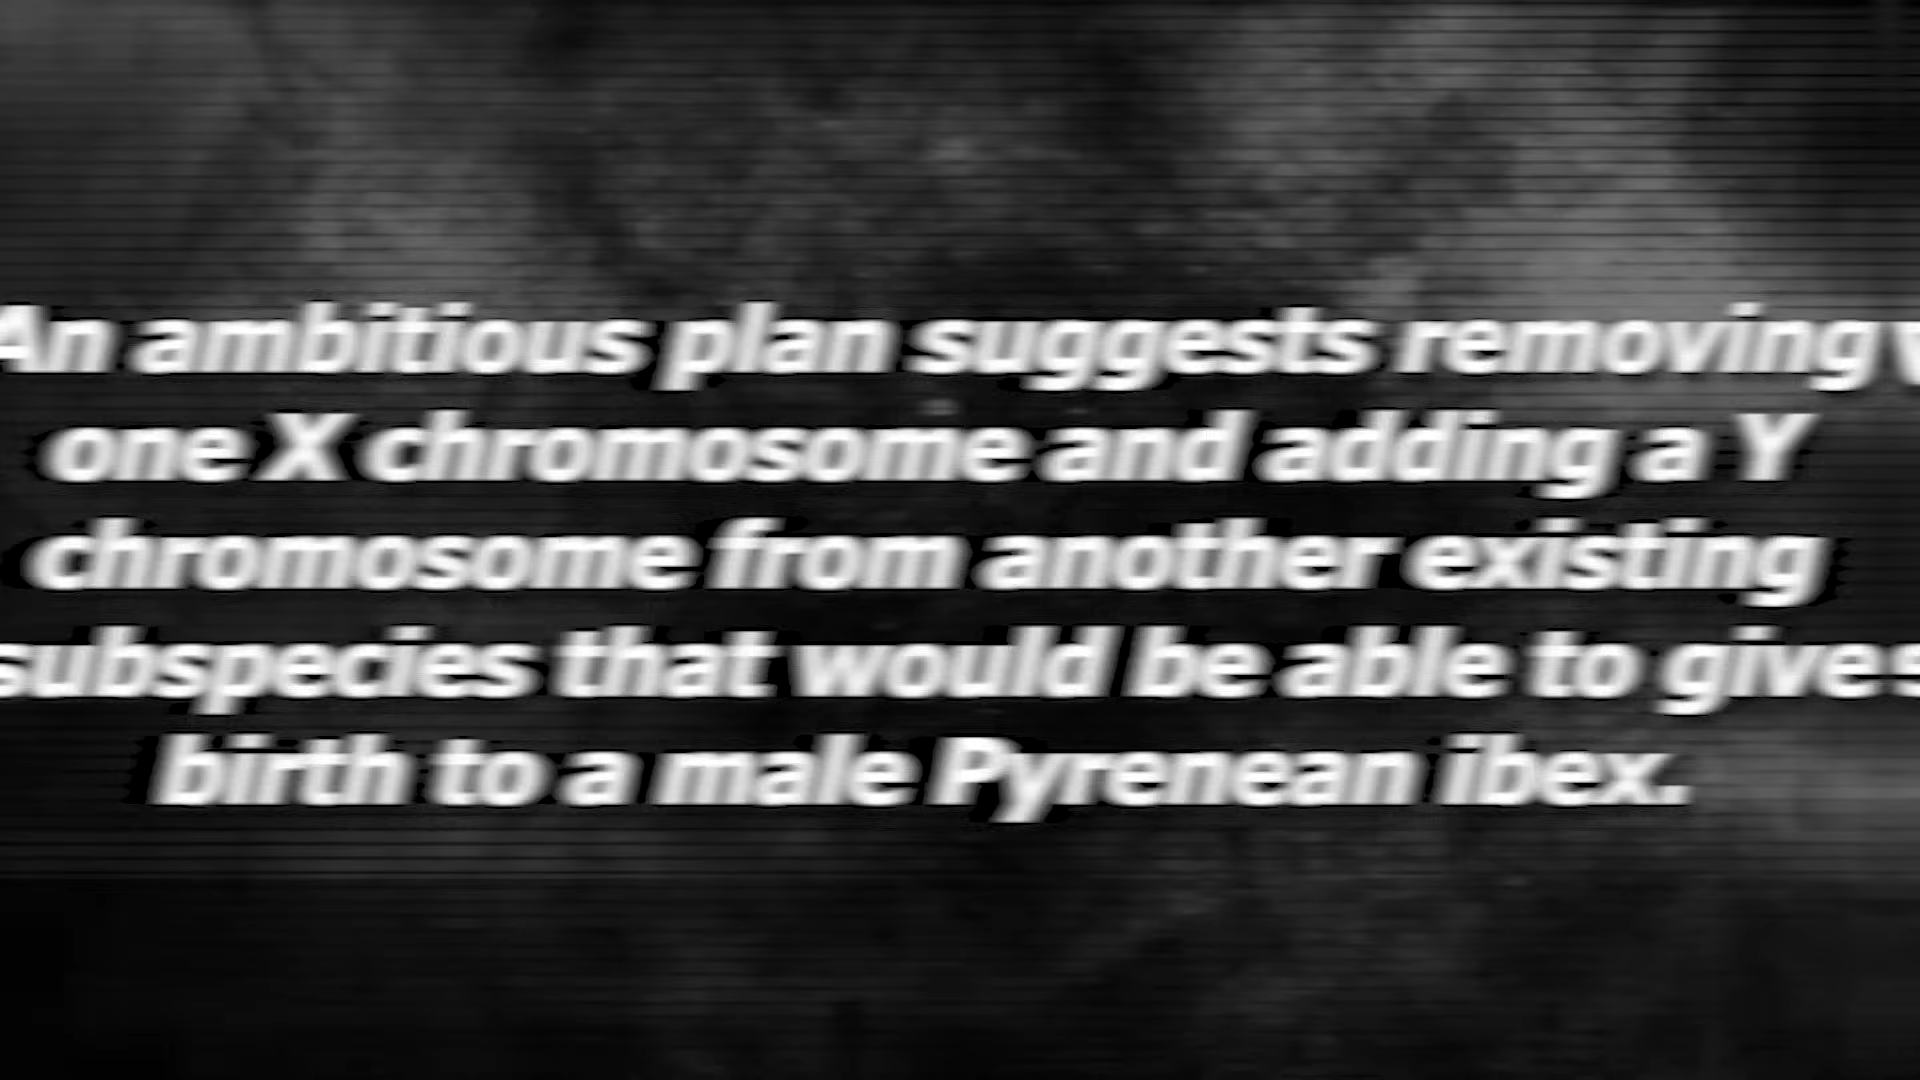 An ambitious plan suggests removing
one X chromosome and adding a Y
chromosome from another existing
subspecies that would be able to give
birth to a male Pyrenean ibex.